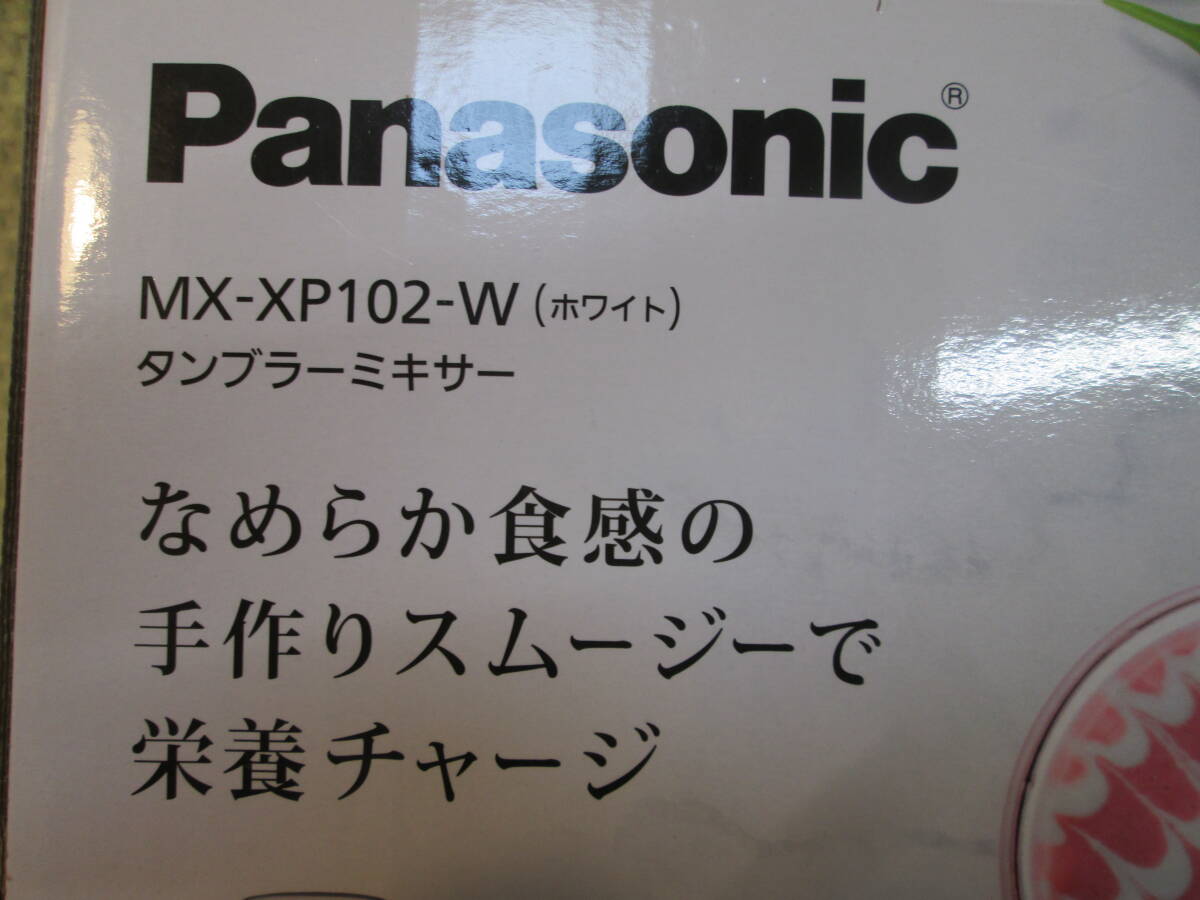 Panasonic®
MX-XP102-W (ホワイト)
タンブラーミキサー
なめらか食感の
手作りスムージーで
栄養チャージ